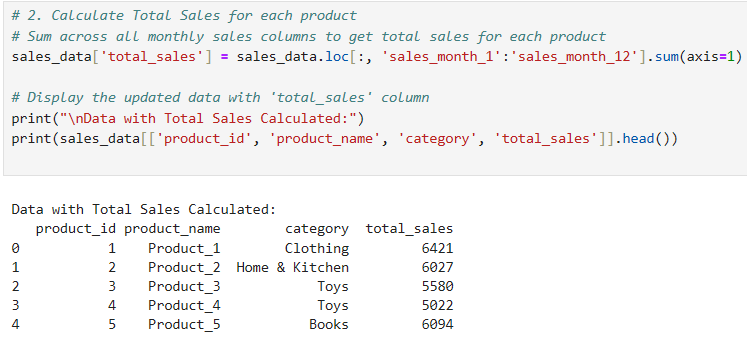 # 2. Calculate Total Sales for each product
# Sum across all monthly sales columns to get total sales for each product
sales_data['total_sales'] = sales_data.loc[:, 'sales_month_1':'sales_month_12'].sum(axis=1)
# Display the updated data with 'total_sales' column
print("\nData with Total Sales Calculated:")
print(sales_data[['product_id', 'product_name', 'category', 'total_sales']].head())
Data with Total Sales Calculated:
product_id product_name category total_sales
0 1 Product_1 Clothing 6421
1 2 Product_2 Home & Kitchen 6027
2 3 Product_3 Toys 5580
3 4 Product_4 Toys 5022
4 5 Product_5 Books 6094